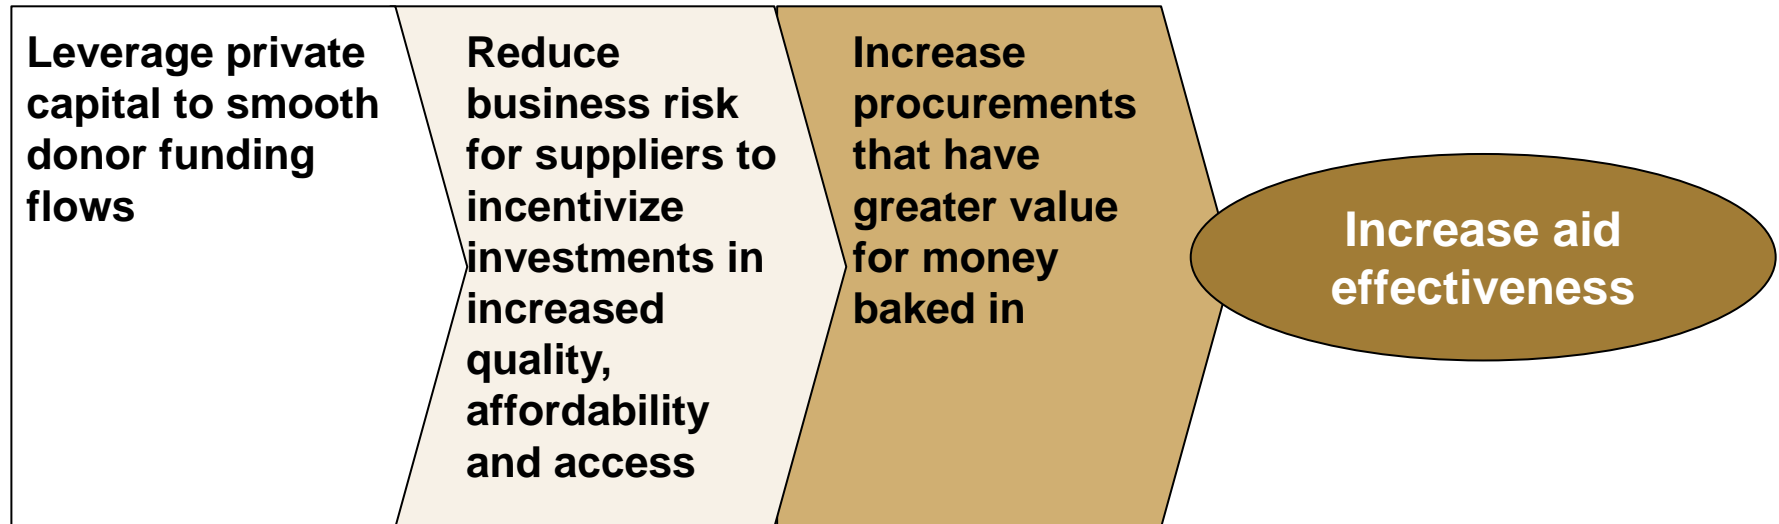 Leverage private
capital to smooth
donor funding
flows
Reduce
business risk
for suppliers to
incentivize
investments in
increased
quality,
affordability
and access
Increase
procurements
that have
greater value
for money
baked in
Increase aid
effectiveness